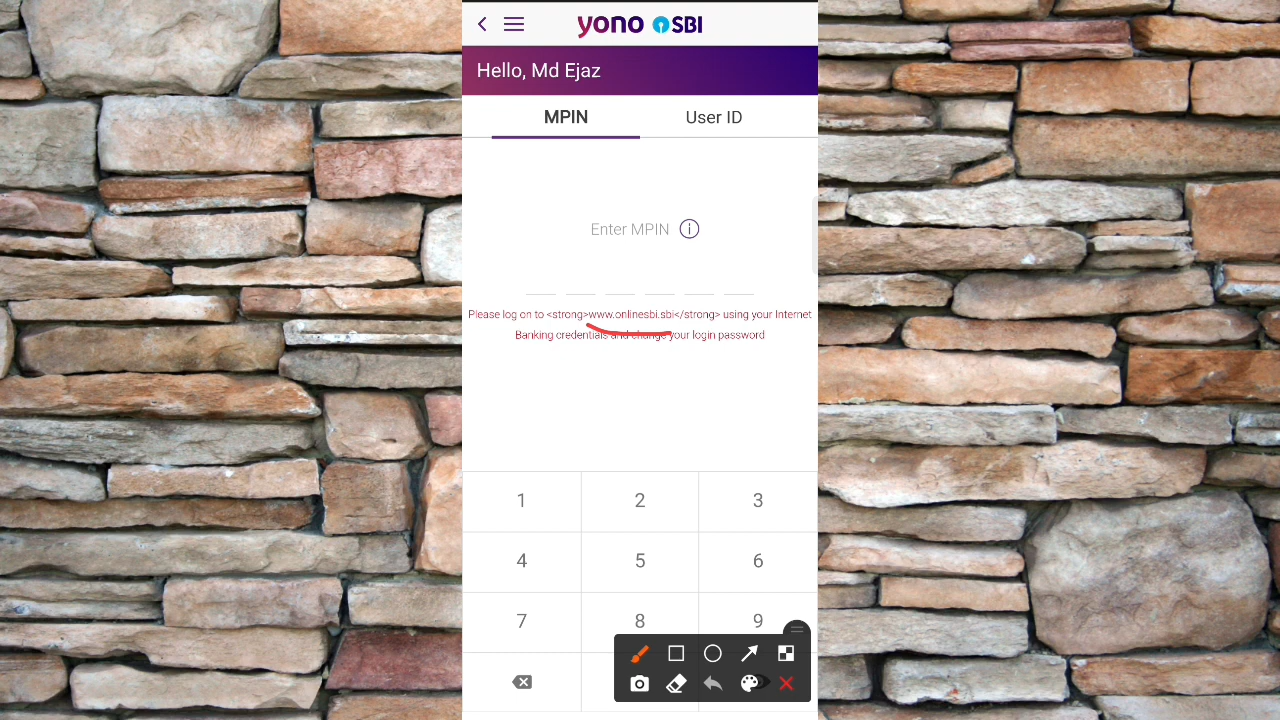 yono SBI
Hello, Md Ejaz
MPIN User ID
Enter MPIN i
Please log on to <strong>www.onlinesbi.sbi</strong> using your Internet
Banking credentials and change your login password
1 2 3
4 5 6
7 8 9